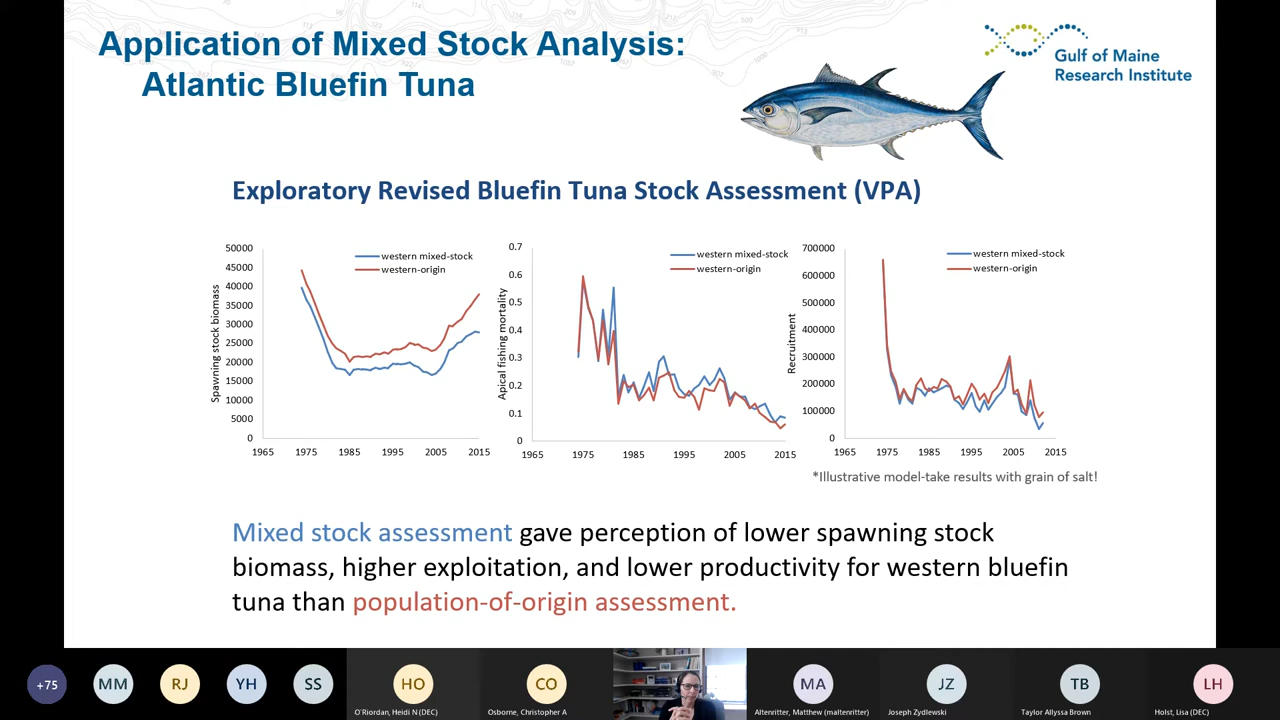 Application of Mixed Stock Analysis:
Atlantic Bluefin Tuna
Gulf of Maine
Research Institute
Exploratory Revised Bluefin Tuna Stock Assessment (VPA)
Spawning stock biomass
50000
45000
40000
35000
30000
25000
20000
15000
10000
5000
0
1965 1975 1985 1995 2005 2015
western mixed-stock
western-origin
Apical fishing mortality
0.7
0.6
0.5
0.4
0.3
0.2
0.1
0
1965 1975 1985 1995 2005 2015
western mixed-stock
western-origin
Recruitment
700000
600000
500000
400000
300000
200000
100000
0
1965 1975 1985 1995 2005 2015
western mixed-stock
western-origin
*Illustrative model-take results with grain of salt!
Mixed stock assessment gave perception of lower spawning stock
biomass, higher exploitation, and lower productivity for western bluefin
tuna than population-of-origin assessment.
+75 MM RJ YH SS HO CO MA JZ TB LH
O'Riordan, Heidi N (DEC) Osborne, Christopher A Altenritter, Matthew (maltenritter) Joseph Zydlewski Taylor Allyssa Brown Holst, Lisa (DEC)